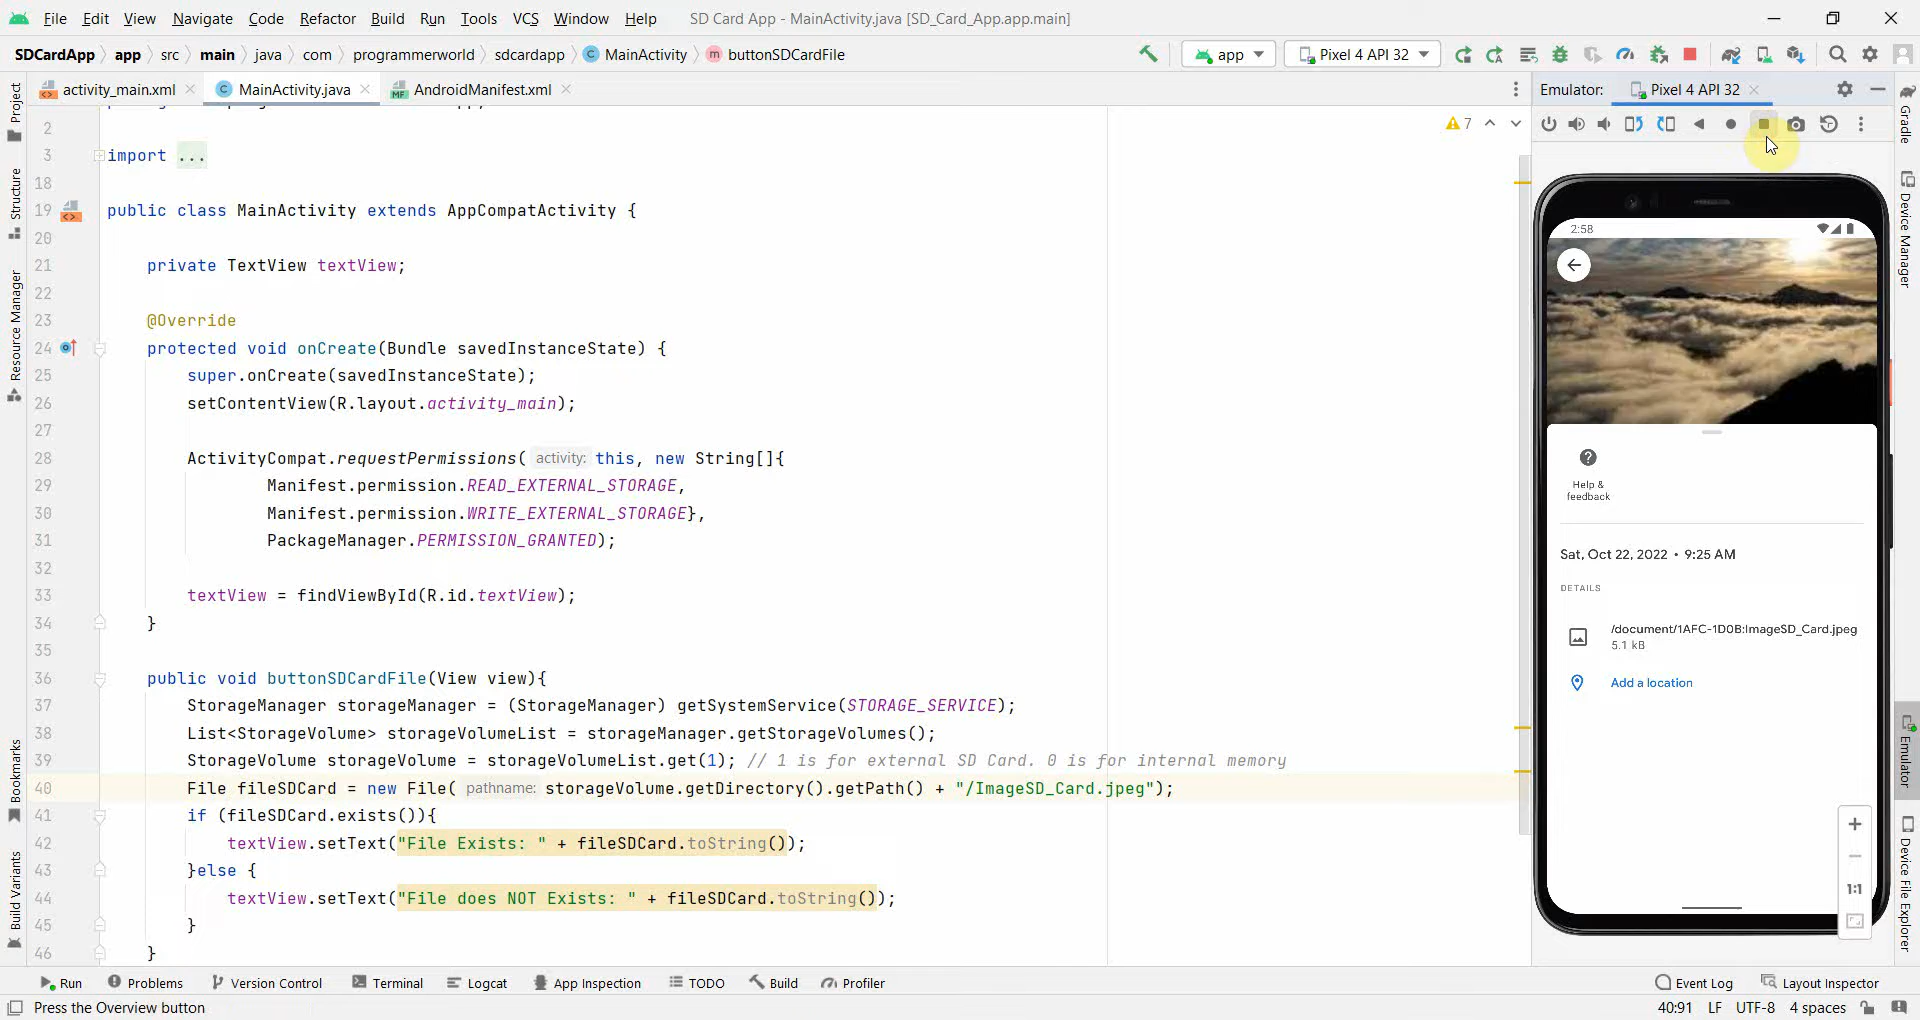 File Edit View Navigate Code Refactor Build Run Tools VCS Window Help SD Card App - MainActivity.java [SD_Card_App.app.main]
SDCardApp app src main java com programmerworld sdcardapp MainActivity buttonSDCardFile app Pixel 4 API 32
activity_main.xml MainActivity.java AndroidManifest.xml
Emulator: Pixel 4 API 32
7
Project
Structure
Resource Manager
Bookmarks
Build Variants
2
3 import ...
18
19 public class MainActivity extends AppCompatActivity {
20
21 private TextView textView;
22
23 @Override
24 protected void onCreate(Bundle savedInstanceState) {
25 super.onCreate(savedInstanceState);
26 setContentView(R.layout.activity_main);
27
28 ActivityCompat.requestPermissions( activity: this, new String[]{
29 Manifest.permission.READ_EXTERNAL_STORAGE,
30 Manifest.permission.WRITE_EXTERNAL_STORAGE},
31 PackageManager.PERMISSION_GRANTED);
32
33 textView = findViewById(R.id.textView);
34 }
35
36 public void buttonSDCardFile(View view){
37 StorageManager storageManager = (StorageManager) getSystemService(STORAGE_SERVICE);
38 List<StorageVolume> storageVolumeList = storageManager.getStorageVolumes();
39 StorageVolume storageVolume = storageVolumeList.get(1); // 1 is for external SD Card. 0 is for internal memory
40 File fileSDCard = new File( pathname: storageVolume.getDirectory().getPath() + "/ImageSD_Card.jpeg");
41 if (fileSDCard.exists()){
42 textView.setText("File Exists: " + fileSDCard.toString());
43 }else {
44 textView.setText("File does NOT Exists: " + fileSDCard.toString());
45 }
46 }
2:58
Help &
feedback
Sat, Oct 22, 2022 • 9:25 AM
DETAILS
/document/1AFC-1D0B:ImageSD_Card.jpeg
5.1 kB
Add a location
1:1
Gradle
Device Manager
Emulator
Device File Explorer
Run Problems Version Control Terminal Logcat App Inspection TODO Build Profiler Event Log Layout Inspector
Press the Overview button 40:91 LF UTF-8 4 spaces